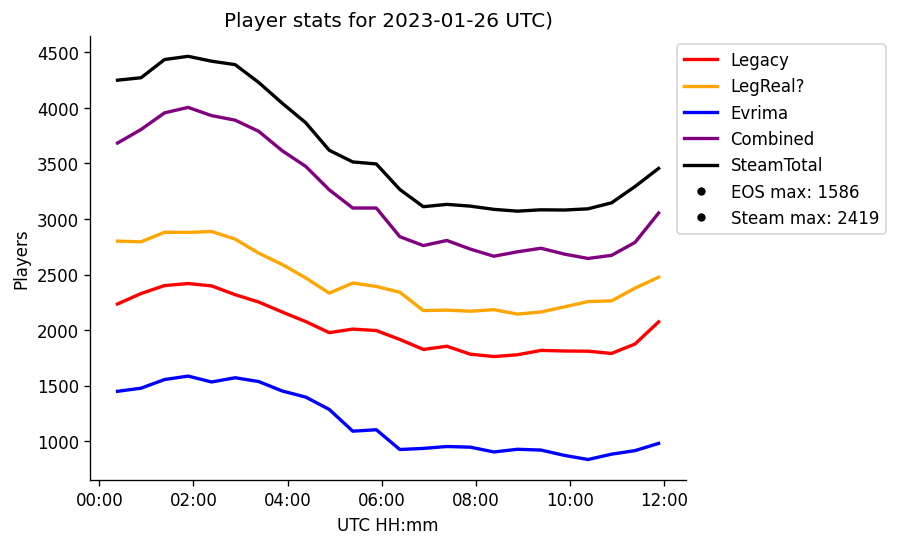 Player stats for 2023-01-26 UTC)
4500
4000
3500
3000
2500
2000
1500
1000
Players
00:00 02:00 04:00 06:00 08:00 10:00 12:00
UTC HH:mm
Legacy
LegReal?
Evrima
Combined
SteamTotal
EOS max: 1586
Steam max: 2419